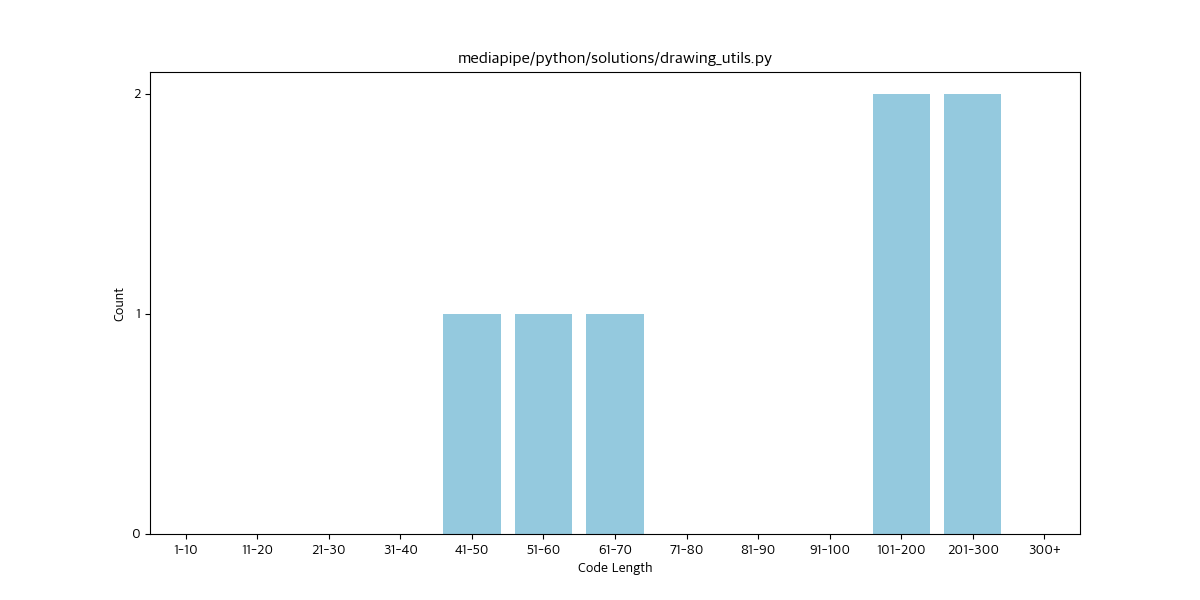 mediapipe/python/solutions/drawing_utils.py
2
1
0
Count
1-10 11-20 21-30 31-40 41-50 51-60 61-70 71-80 81-90 91-100 101-200 201-300 300+
Code Length